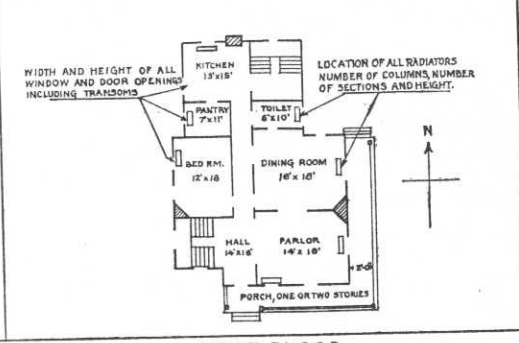 KITCHEN
13'x15'
WIDTH AND HEIGHT OF ALL
WINDOW AND DOOR OPENINGS
INCLUDING TRANSOMS
LOCATION OF ALL RADIATORS
NUMBER OF COLUMNS, NUMBER
OF SECTIONS AND HEIGHT.
PANTRY
7'x11'
TOILET
6'x10'
N
BED RM.
12'x18
DINING ROOM
16'x 18'
HALL
14'x18'
PARLOR
14'x 18'
PORCH, ONE OR TWO STORIES